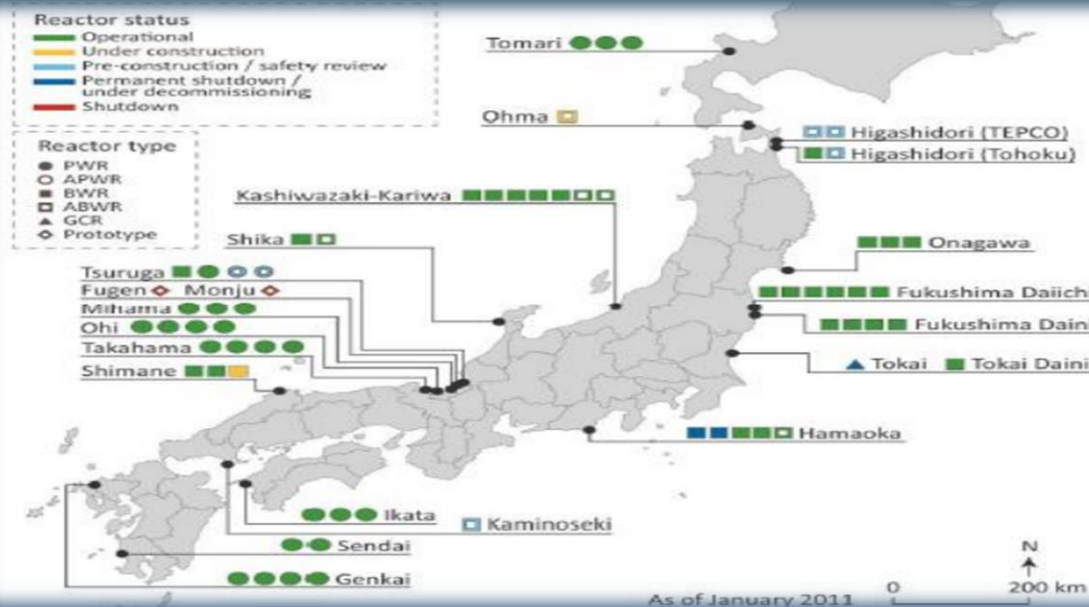 Reactor status
Operational
Under construction
Pre-construction / safety review
Permanent shutdown /
under decommissioning
Shutdown
Reactor type
PWR
APWR
BWR
ABWR
GCR
Prototype
Tomari
Ohma
Higashidori (TEPCO)
Higashidori (Tohoku)
Kashiwazaki-Kariwa
Shika
Onagawa
Tsuruga
Fugen Monju
Mihama
Ohi
Takahama
Shimane
Fukushima Daiichi
Fukushima Daini
Tokai Tokai Daini
Hamaoka
Ikata
Kaminoseki
Sendai
Genkai
N
0 200 km
As of January 2011